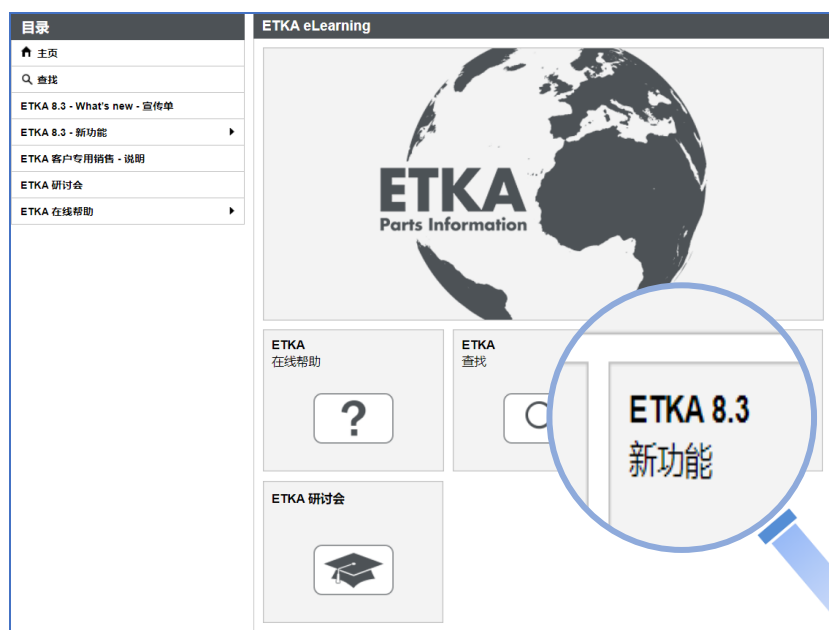 目录
主页
查找
ETKA 8.3 - What's new - 宣传单
ETKA 8.3 - 新功能
ETKA 客户专用销售 - 说明
ETKA 研讨会
ETKA 在线帮助
ETKA eLearning
ETKA
Parts Information
ETKA
在线帮助
?
ETKA
查找
ETKA 8.3
新功能
ETKA 研讨会